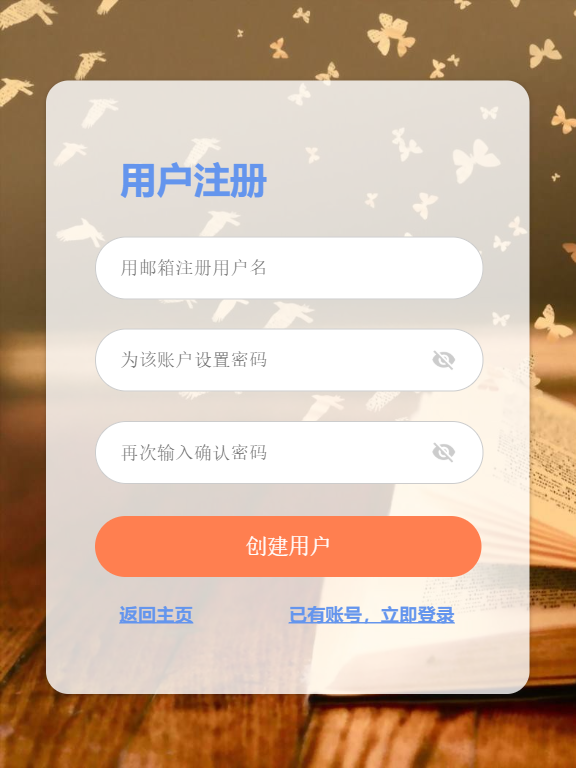 用户注册
用邮箱注册用户名
为该账户设置密码
再次输入确认密码
创建用户
返回主页 已有账号，立即登录